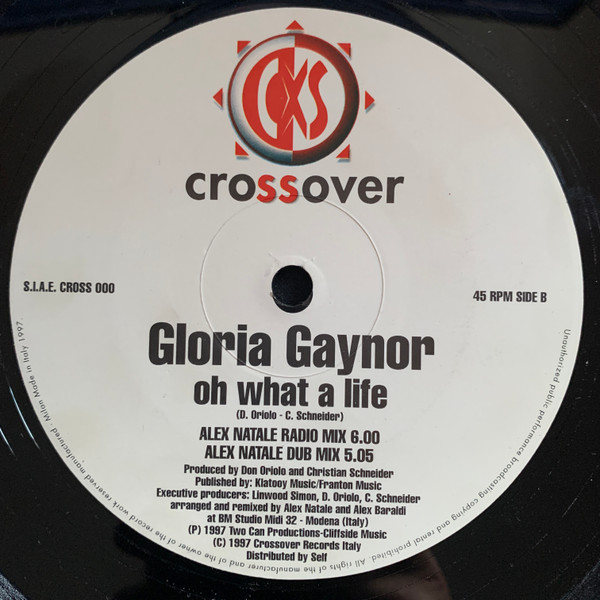 CXS
crossover
S.I.A.E. CROSS 000
45 RPM SIDE B
Gloria Gaynor
oh what a life
(D. Oriolo - C. Schneider)
ALEX NATALE RADIO MIX 6.00
ALEX NATALE DUB MIX 5.05
Produced by Don Oriolo and Christian Schneider
Published by: Klatooy Music/Franton Music
Executive producers: Linwood Simon, D. Oriolo, C. Schneider
arranged and remixed by Alex Natale and Alex Baraldi
at BM Studio Midi 32 - Modena (Italy)
(P) 1997 Two Can Productions-Cliffside Music
(C) 1997 Crossover Records Italy
Distributed by Self
Unauthorized public performance broadcasting copying and rental prohibited. All rights of the manufacturer and of the owner of the record work reserved manufactured - Milan Made in Italy 1997.